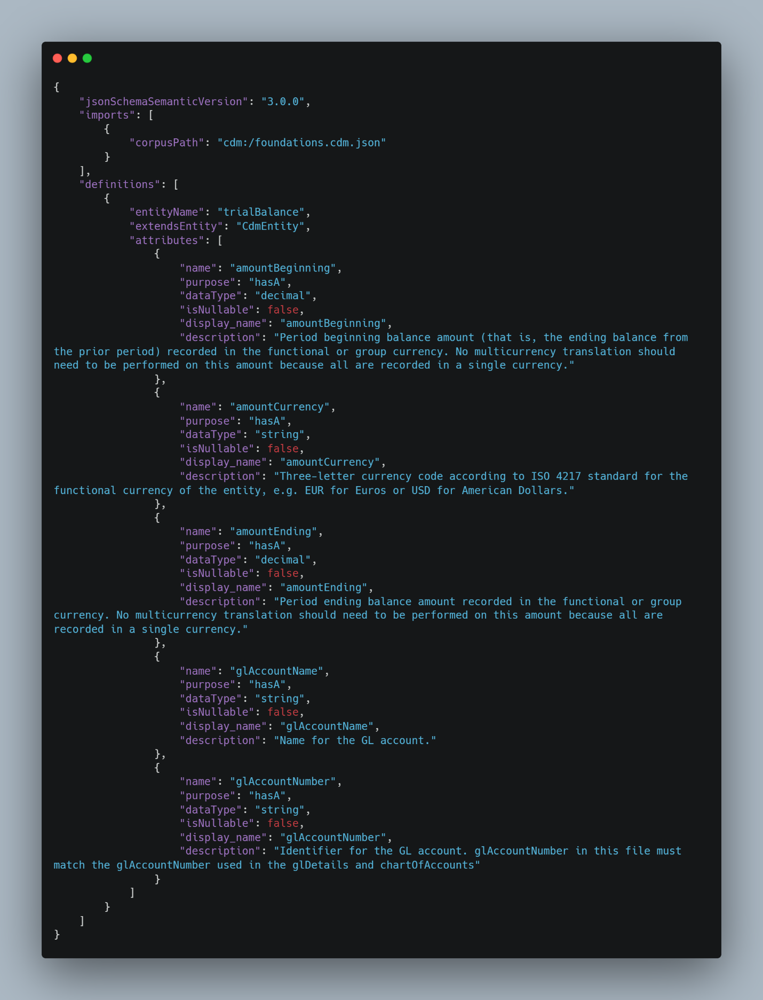 {
    "jsonSchemaSemanticVersion": "3.0.0",
    "imports": [
        {
            "corpusPath": "cdm:/foundations.cdm.json"
        }
    ],
    "definitions": [
        {
            "entityName": "trialBalance",
            "extendsEntity": "CdmEntity",
            "attributes": [
                {
                    "name": "amountBeginning",
                    "purpose": "hasA",
                    "dataType": "decimal",
                    "isNullable": false,
                    "display_name": "amountBeginning",
                    "description": "Period beginning balance amount (that is, the ending balance from
the prior period) recorded in the functional or group currency. No multicurrency translation should
need to be performed on this amount because all are recorded in a single currency."
                },
                {
                    "name": "amountCurrency",
                    "purpose": "hasA",
                    "dataType": "string",
                    "isNullable": false,
                    "display_name": "amountCurrency",
                    "description": "Three-letter currency code according to ISO 4217 standard for the
functional currency of the entity, e.g. EUR for Euros or USD for American Dollars."
                },
                {
                    "name": "amountEnding",
                    "purpose": "hasA",
                    "dataType": "decimal",
                    "isNullable": false,
                    "display_name": "amountEnding",
                    "description": "Period ending balance amount recorded in the functional or group
currency. No multicurrency translation should need to be performed on this amount because all are
recorded in a single currency."
                },
                {
                    "name": "glAccountName",
                    "purpose": "hasA",
                    "dataType": "string",
                    "isNullable": false,
                    "display_name": "glAccountName",
                    "description": "Name for the GL account."
                },
                {
                    "name": "glAccountNumber",
                    "purpose": "hasA",
                    "dataType": "string",
                    "isNullable": false,
                    "display_name": "glAccountNumber",
                    "description": "Identifier for the GL account. glAccountNumber in this file must
match the glAccountNumber used in the glDetails and chartOfAccounts"
                }
            ]
        }
    ]
}